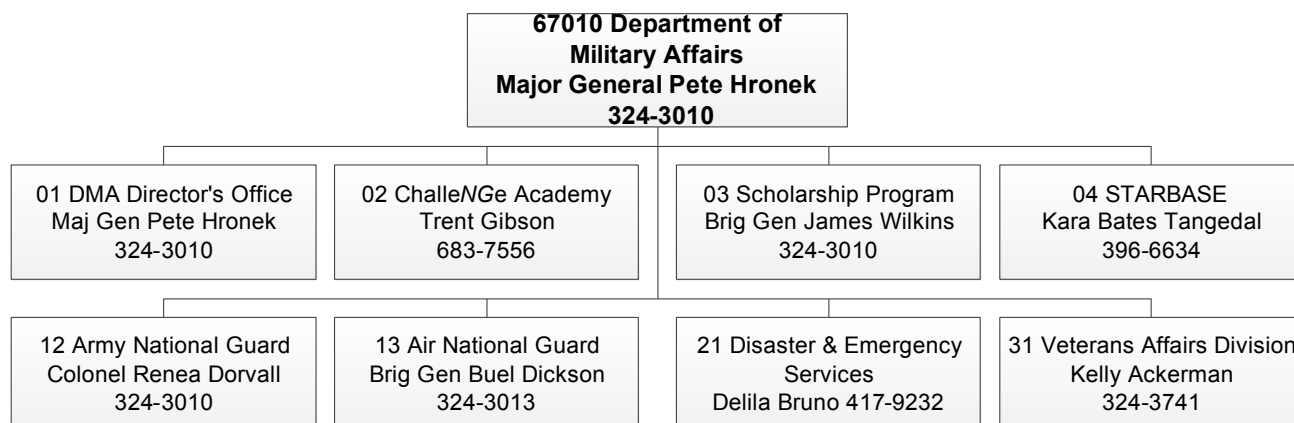 67010 Department of
Military Affairs
Major General Pete Hronek
324-3010
01 DMA Director's Office
Maj Gen Pete Hronek
324-3010
02 ChalleNGe Academy
Trent Gibson
683-7556
03 Scholarship Program
Brig Gen James Wilkins
324-3010
04 STARBASE
Kara Bates Tangedal
396-6634
12 Army National Guard
Colonel Renea Dorvall
324-3010
13 Air National Guard
Brig Gen Buel Dickson
324-3013
21 Disaster & Emergency
Services
Delila Bruno 417-9232
31 Veterans Affairs Division
Kelly Ackerman
324-3741